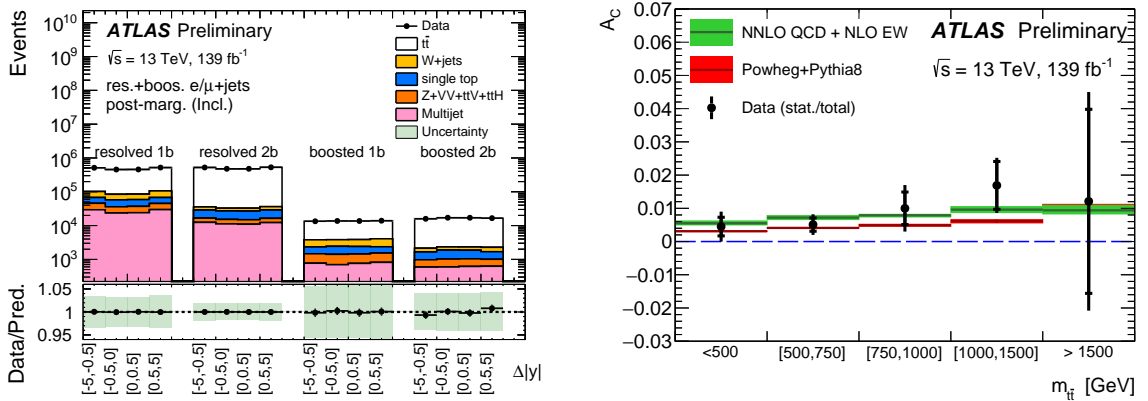 Events
10^10
10^9
10^8
10^7
10^6
10^5
10^4
10^3
ATLAS Preliminary
√s = 13 TeV, 139 fb^-1
res.+boos. e/μ+jets
post-marg. (Incl.)
Data
tt̄
W+jets
single top
Z+VV+ttV+ttH
Multijet
Uncertainty
resolved 1b
resolved 2b
boosted 1b
boosted 2b
Data/Pred.
1.05
1
0.95
[-5,-0.5]
[-0.5,0]
[0,0.5]
[0.5,5]
[-5,-0.5]
[-0.5,0]
[0,0.5]
[0.5,5]
[-5,-0.5]
[-0.5,0]
[0,0.5]
[0.5,5]
[-5,-0.5]
[-0.5,0]
[0,0.5]
[0.5,5]
Δ|y|
A_C
0.07
0.06
0.05
0.04
0.03
0.02
0.01
0
−0.01
−0.02
−0.03
NNLO QCD + NLO EW
Powheg+Pythia8
Data (stat./total)
ATLAS Preliminary
√s = 13 TeV, 139 fb^-1
<500
[500,750]
[750,1000]
[1000,1500]
> 1500
m_tt̄ [GeV]